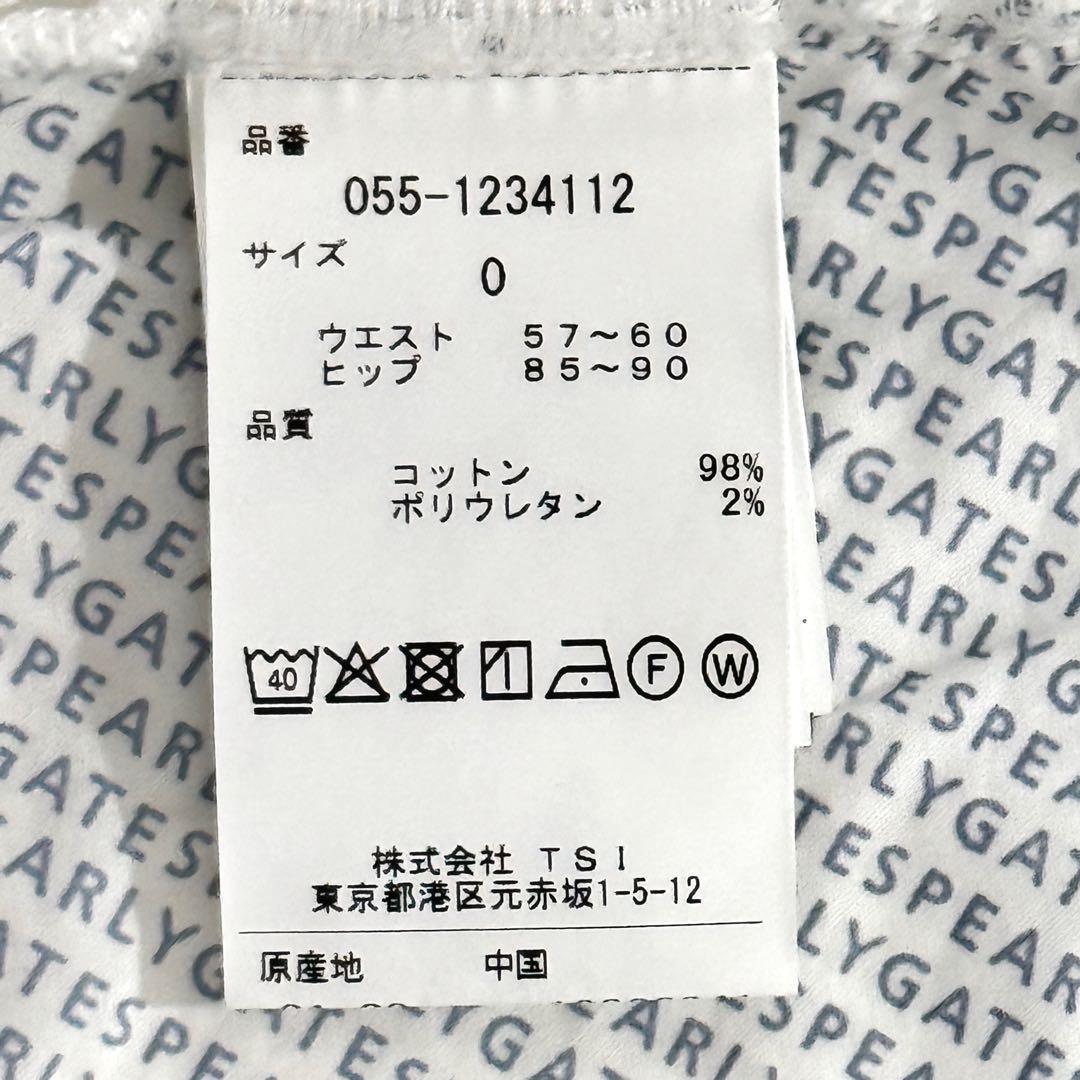 品番
055-1234112
サイズ
0
ウエスト 57～60
ヒップ 85～90
品質
コットン 98%
ポリウレタン 2%
40
F W
株式会社 TSI
東京都港区元赤坂1-5-12
原産地 中国
PEARLYGATES